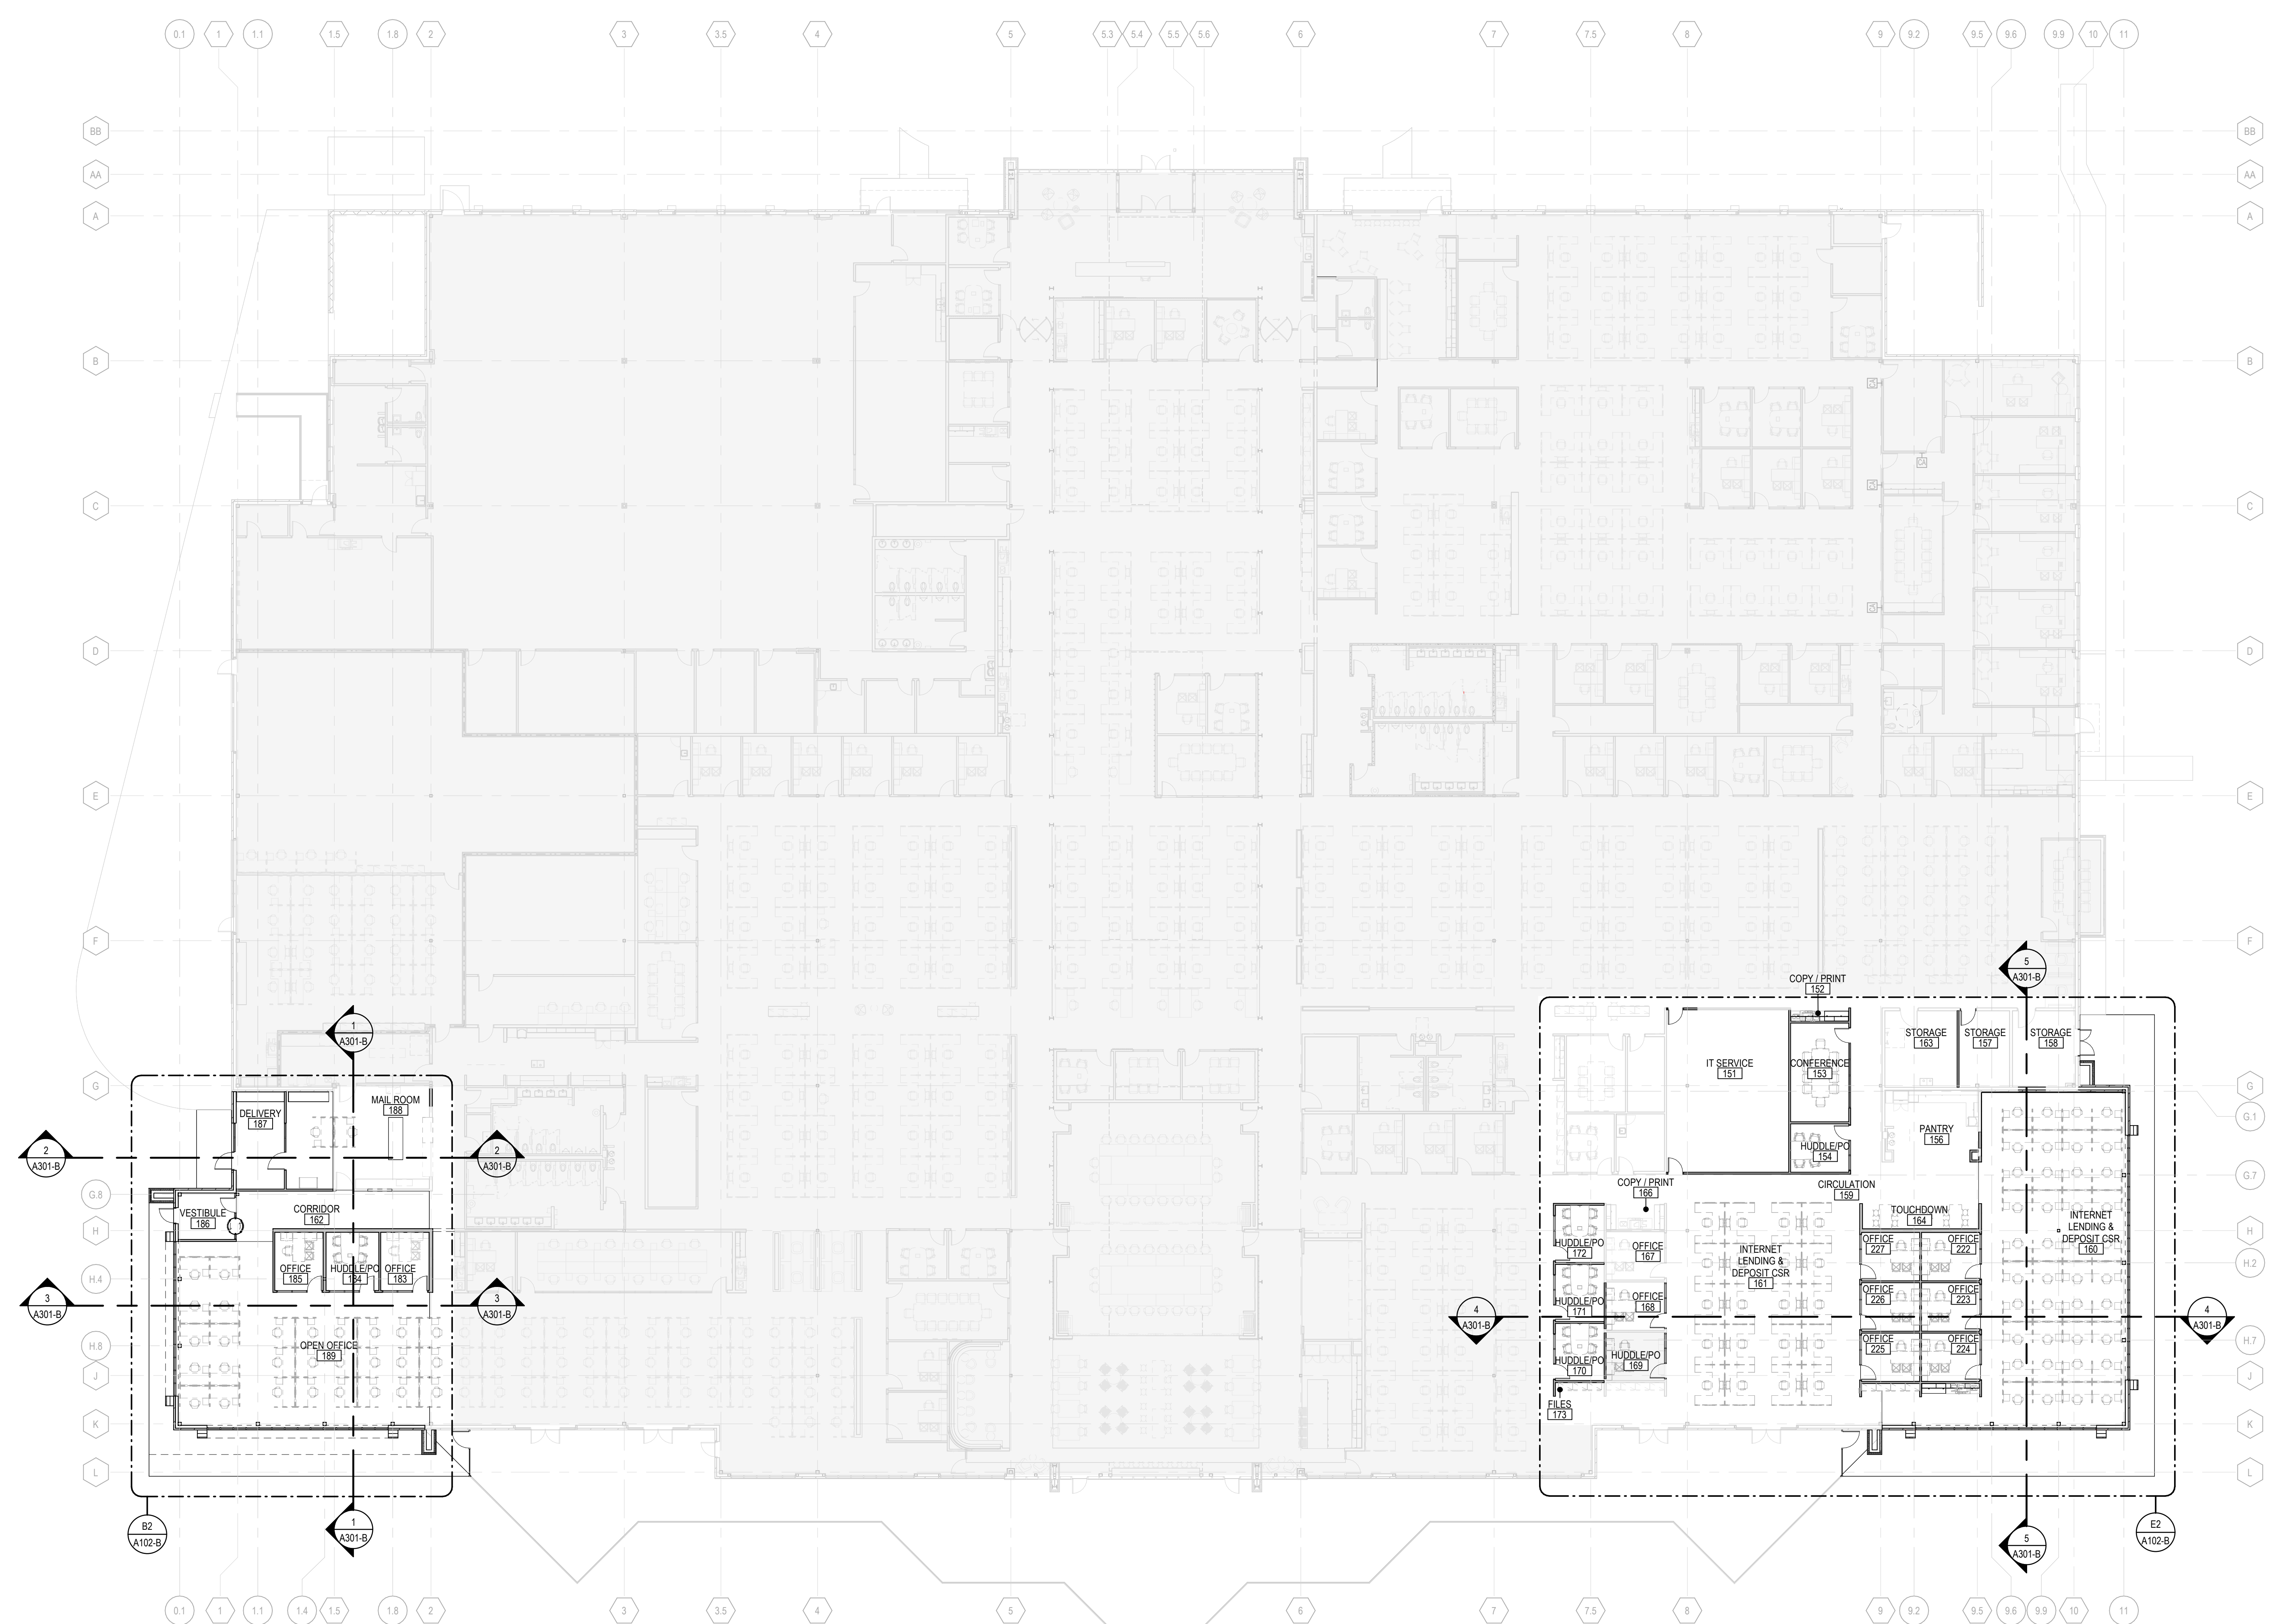 0.1
1
1.1
1.5
1.8
2
3
3.5
4
5
5.3
5.4
5.5
5.6
6
7
7.5
8
9
9.2
9.5
9.6
9.9
10
11
BB
BB
AA
AA
A
A
B
B
C
C
D
D
E
E
F
F
5
A301-B
COPY / PRINT
152
1
A301-B
STORAGE
163
STORAGE
157
STORAGE
158
IT SERVICE
151
CONFERENCE
153
G
G
MAIL ROOM
188
DELIVERY
187
G.1
PANTRY
156
HUDDLE/PO
154
2
A301-B
2
A301-B
G.7
COPY / PRINT
166
CIRCULATION
159
G.8
VESTIBULE
186
CORRIDOR
162
TOUCHDOWN
164
INTERNET
LENDING &
DEPOSIT CSR
160
H
H
HUDDLE/PO
172
OFFICE
167
INTERNET
LENDING &
DEPOSIT CSR
161
OFFICE
227
OFFICE
222
H.2
OFFICE
185
HUDDLE/PO
184
OFFICE
183
H.4
3
A301-B
3
A301-B
HUDDLE/PO
171
OFFICE
168
OFFICE
226
OFFICE
223
4
A301-B
4
A301-B
H.7
H.8
OPEN OFFICE
189
HUDDLE/PO
170
HUDDLE/PO
169
OFFICE
225
OFFICE
224
J
J
FILES
173
K
K
L
L
B2
A102-B
1
A301-B
E2
A102-B
5
A301-B
0.1
1
1.1
1.4
1.5
1.8
2
3
3.5
4
5
6
7
7.5
8
9
9.2
9.5
9.6
9.9
10
11